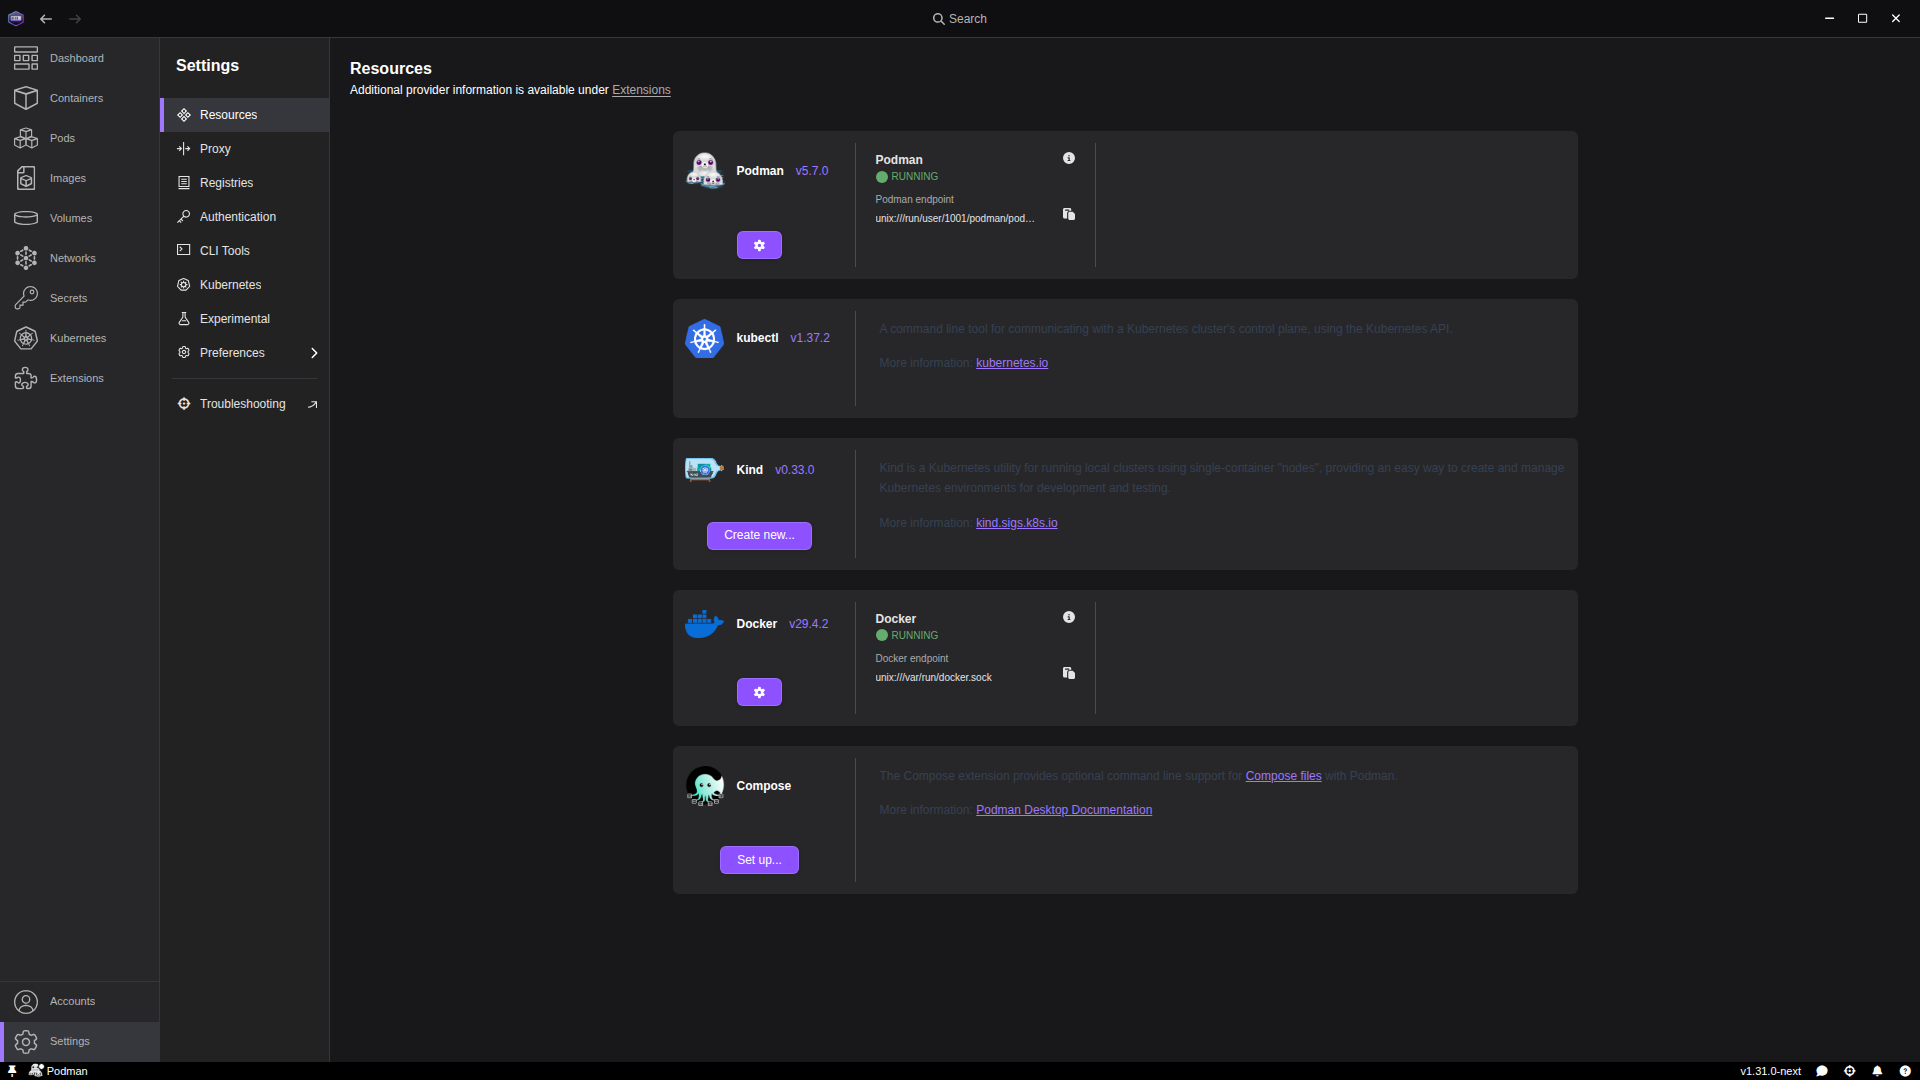 Search
Dashboard
Containers
Pods
Images
Volumes
Networks
Secrets
Kubernetes
Extensions
Accounts
Settings
Settings
Resources
Proxy
Registries
Authentication
CLI Tools
Kubernetes
Experimental
Preferences
Troubleshooting
Resources
Additional provider information is available under Extensions
Podman v5.7.0
Podman
RUNNING
Podman endpoint
unix:///run/user/1001/podman/pod...
kubectl v1.37.2
A command line tool for communicating with a Kubernetes cluster's control plane, using the Kubernetes API.
More information: kubernetes.io
Kind v0.33.0
Create new...
Kind is a Kubernetes utility for running local clusters using single-container "nodes", providing an easy way to create and manage
Kubernetes environments for development and testing.
More information: kind.sigs.k8s.io
Docker v29.4.2
Docker
RUNNING
Docker endpoint
unix:///var/run/docker.sock
Compose
Set up...
The Compose extension provides optional command line support for Compose files with Podman.
More information: Podman Desktop Documentation
Podman
v1.31.0-next